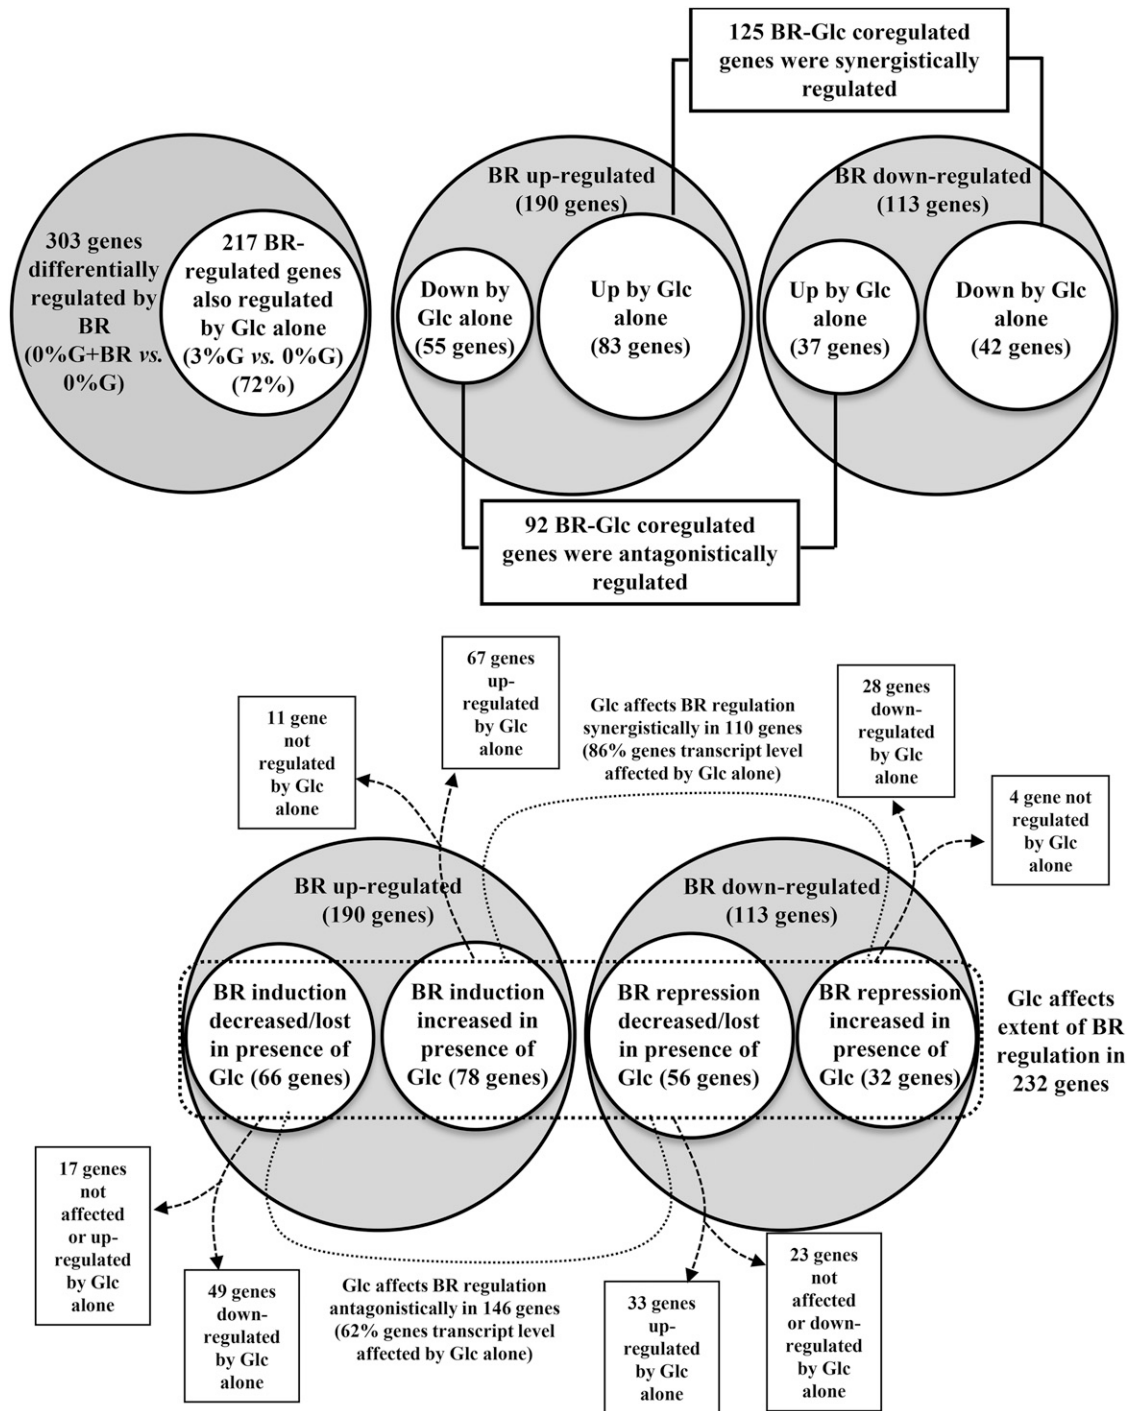 125 BR-Glc coregulated
genes were synergistically
regulated
303 genes
differentially
regulated by
BR
(0%G+BR vs.
0%G)
217 BR-
regulated genes
also regulated
by Glc alone
(3%G vs. 0%G)
(72%)
BR up-regulated
(190 genes)
Down by
Glc alone
(55 genes)
Up by Glc
alone
(83 genes)
BR down-regulated
(113 genes)
Up by Glc
alone
(37 genes)
Down by Glc
alone
(42 genes)
92 BR-Glc coregulated
genes were antagonistically
regulated
11 gene
not
regulated
by Glc
alone
67 genes
up-
regulated
by Glc
alone
Glc affects BR regulation
synergistically in 110 genes
(86% genes transcript level
affected by Glc alone)
28 genes
down-
regulated
by Glc
alone
4 gene not
regulated
by Glc
alone
BR up-regulated
(190 genes)
BR down-regulated
(113 genes)
BR induction
decreased/lost
in presence of
Glc (66 genes)
BR induction
increased in
presence of
Glc (78 genes)
BR repression
decreased/lost
in presence of
Glc (56 genes)
BR repression
increased in
presence of
Glc (32 genes)
Glc affects
extent of BR
regulation in
232 genes
17 genes
not
affected
or up-
regulated
by Glc
alone
49 genes
down-
regulated
by Glc
alone
Glc affects BR regulation
antagonistically in 146 genes
(62% genes transcript level
affected by Glc alone)
33 genes
up-
regulated
by Glc
alone
23 genes
not
affected
or down-
regulated
by Glc
alone